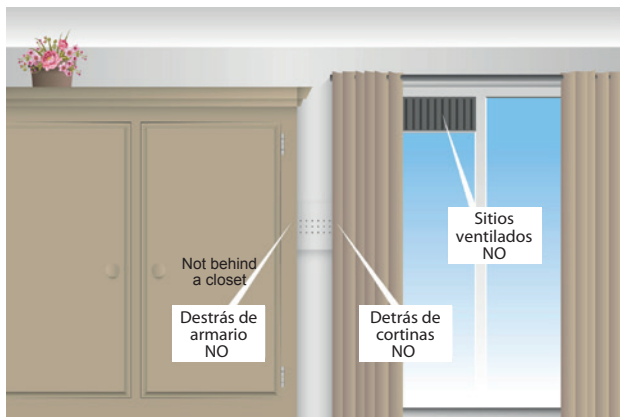 Sitios
ventilados
NO
Not behind
a closet
Destrás de
armario
NO
Detrás de
cortinas
NO